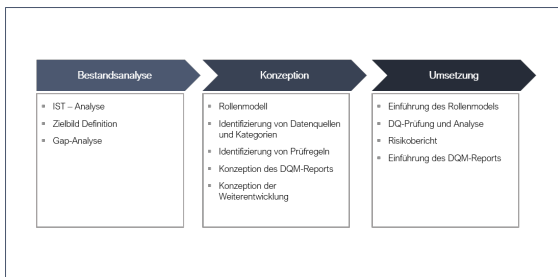 Bestandsanalyse
IST – Analyse
Zielbild Definition
Gap-Analyse
Konzeption
Rollenmodell
Identifizierung von Datenquellen
und Kategorien
Identifizierung von Prüfregeln
Konzeption des DQM-Reports
Konzeption der
Weiterentwicklung
Umsetzung
Einführung des Rollenmodels
DQ-Prüfung und Analyse
Risikobericht
Einführung des DQM-Reports